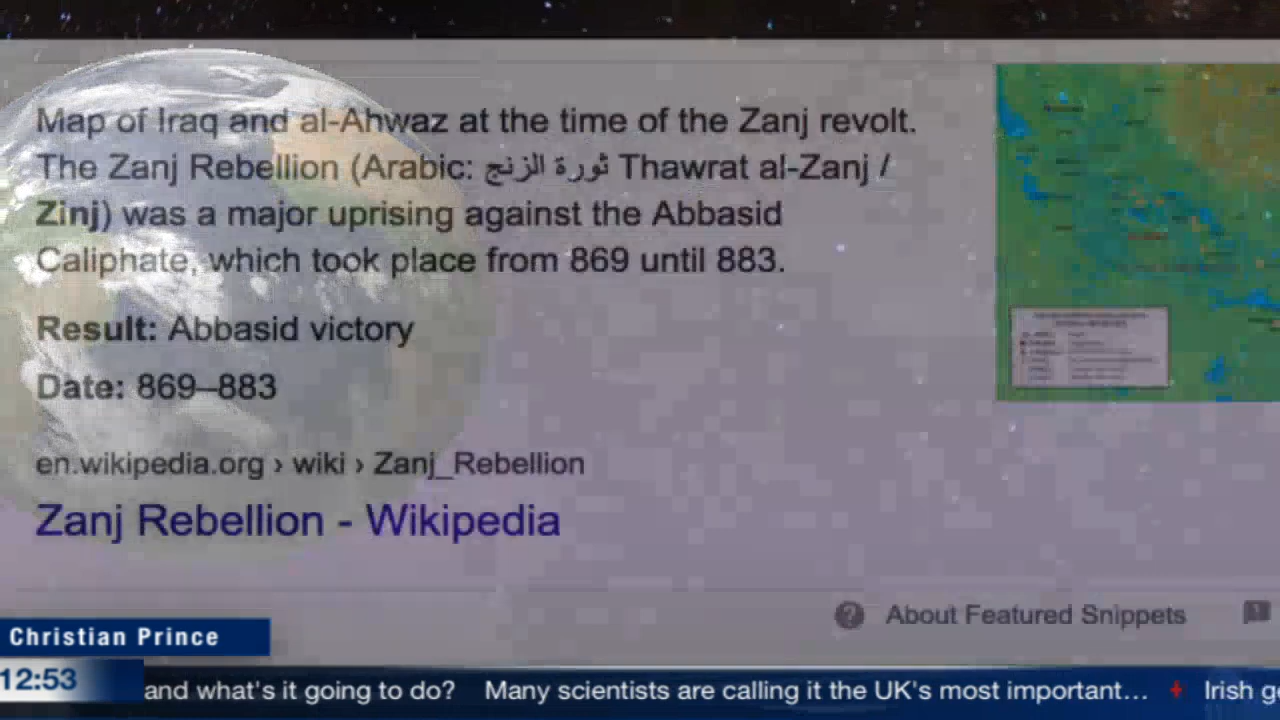 Map of Iraq and al-Ahwaz at the time of the Zanj revolt.
The Zanj Rebellion (Arabic: ثورة الزنج Thawrat al-Zanj /
Zinj) was a major uprising against the Abbasid
Caliphate, which took place from 869 until 883.
Result: Abbasid victory
Date: 869–883
en.wikipedia.org › wiki › Zanj_Rebellion
Zanj Rebellion - Wikipedia
About Featured Snippets
Christian Prince
12:53
and what's it going to do? Many scientists are calling it the UK's most important... Irish